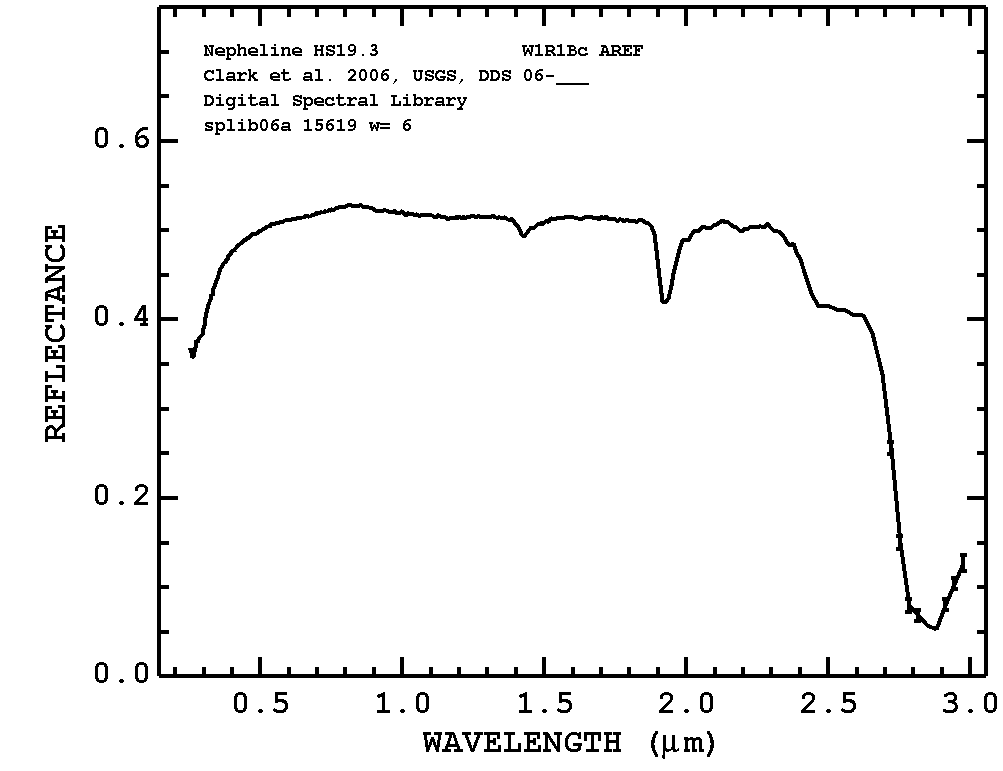 Nepheline HS19.3 W1R1Bc AREF
Clark et al. 2006, USGS, DDS 06-___
Digital Spectral Library
splib06a 15619 w= 6
0.6
0.4
0.2
0.0
REFLECTANCE
0.5 1.0 1.5 2.0 2.5 3.0
WAVELENGTH (μm)